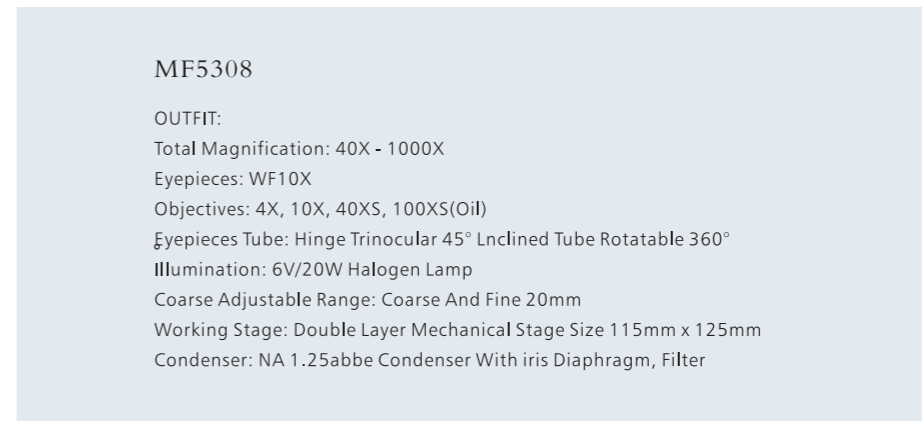 MF5308
OUTFIT:
Total Magnification: 40X - 1000X
Eyepieces: WF10X
Objectives: 4X, 10X, 40XS, 100XS(Oil)
Eyepieces Tube: Hinge Trinocular 45° Lnclined Tube Rotatable 360°
Illumination: 6V/20W Halogen Lamp
Coarse Adjustable Range: Coarse And Fine 20mm
Working Stage: Double Layer Mechanical Stage Size 115mm x 125mm
Condenser: NA 1.25abbe Condenser With iris Diaphragm, Filter